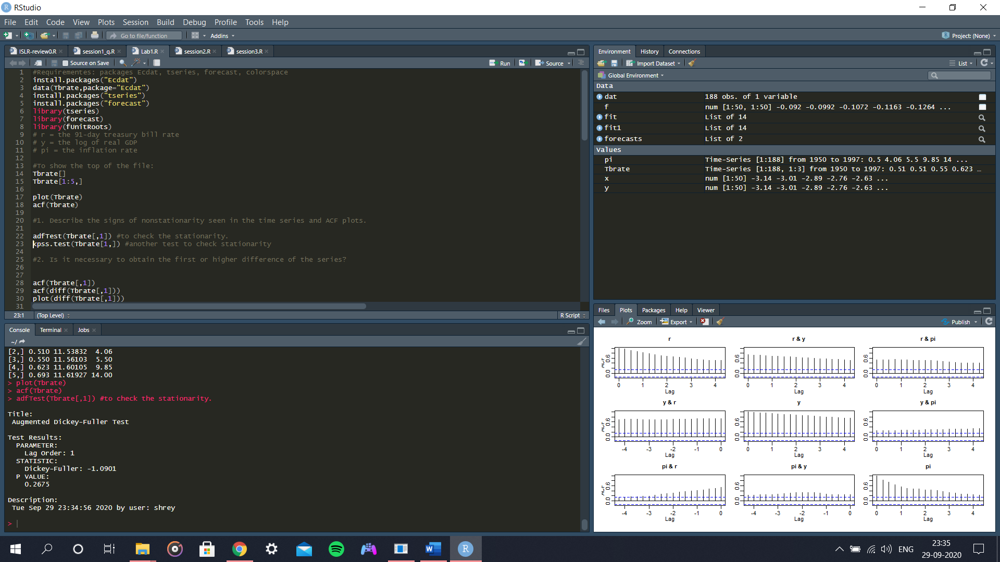 RStudio
File Edit Code View Plots Session Build Debug Profile Tools Help
Go to file/function Addins Project: (None)
ISLR-review0.R session1_q.R Lab1.R session2.R session3.R
Source on Save Run Source
1 #Requirementes: packages Ecdat, tseries, forecast, colorspace
2 install.packages("Ecdat")
3 data(Tbrate,package="Ecdat")
4 install.packages("tseries")
5 install.packages("forecast")
6 library(tseries)
7 library(forecast)
8 library(fUnitRoots)
9 # r = the 91-day treasury bill rate
10 # y = the log of real GDP
11 # pi = the inflation rate
12
13 #To show the top of the file:
14 Tbrate[]
15 Tbrate[1:5,]
16
17 plot(Tbrate)
18 acf(Tbrate)
19
20 #1. Describe the signs of nonstationarity seen in the time series and ACF plots.
21
22 adfTest(Tbrate[,1]) #to check the stationarity.
23 kpss.test(Tbrate[1,]) #another test to check stationarity
24
25 #2. Is it necessary to obtain the first or higher difference of the series?
26
27
28 acf(Tbrate[,1])
29 acf(diff(Tbrate[,1]))
30 plot(diff(Tbrate[,1]))
31
23:1 (Top Level) R Script
Console Terminal Jobs
~/
[2,] 0.510 11.53832 4.06
[3,] 0.550 11.56103 5.50
[4,] 0.623 11.60105 9.85
[5,] 0.693 11.61927 14.00
> plot(Tbrate)
> acf(Tbrate)
> adfTest(Tbrate[,1]) #to check the stationarity.
Title:
Augmented Dickey-Fuller Test
Test Results:
PARAMETER:
Lag Order: 1
STATISTIC:
Dickey-Fuller: -1.0901
P VALUE:
0.2675
Description:
Tue Sep 29 23:34:56 2020 by user: shrey
>
Environment History Connections
Import Dataset List
Global Environment
Data
dat 188 obs. of 1 variable
f num [1:50, 1:50] -0.092 -0.0992 -0.1072 -0.1163 -0.1264 ...
fit List of 14
fit1 List of 14
forecasts List of 2
Values
pi Time-Series [1:188] from 1950 to 1997: 0.5 4.06 5.5 9.85 14 ...
Tbrate Time-Series [1:188, 1:3] from 1950 to 1997: 0.51 0.51 0.55 0.623 …
x num [1:50] -3.14 -3.01 -2.89 -2.76 -2.63 ...
y num [1:50] -3.14 -3.01 -2.89 -2.76 -2.63 ...
Files Plots Packages Help Viewer
Zoom Export Publish
r r & y r & pi
ACF 0.0 0.6 0.0 0.6 0.0 0.6
0 1 2 3 4 0 1 2 3 4 0 1 2 3 4
Lag Lag Lag
y & r y y & pi
ACF 0.0 0.6 0.0 0.6 0.0 0.6
-4 -3 -2 -1 0 0 1 2 3 4 0 1 2 3 4
Lag Lag Lag
pi & r pi & y pi
ACF 0.0 0.6 0.0 0.6 0.0 0.6
-4 -3 -2 -1 0 -4 -3 -2 -1 0 0 1 2 3 4
Lag Lag Lag
ENG 23:35
29-09-2020